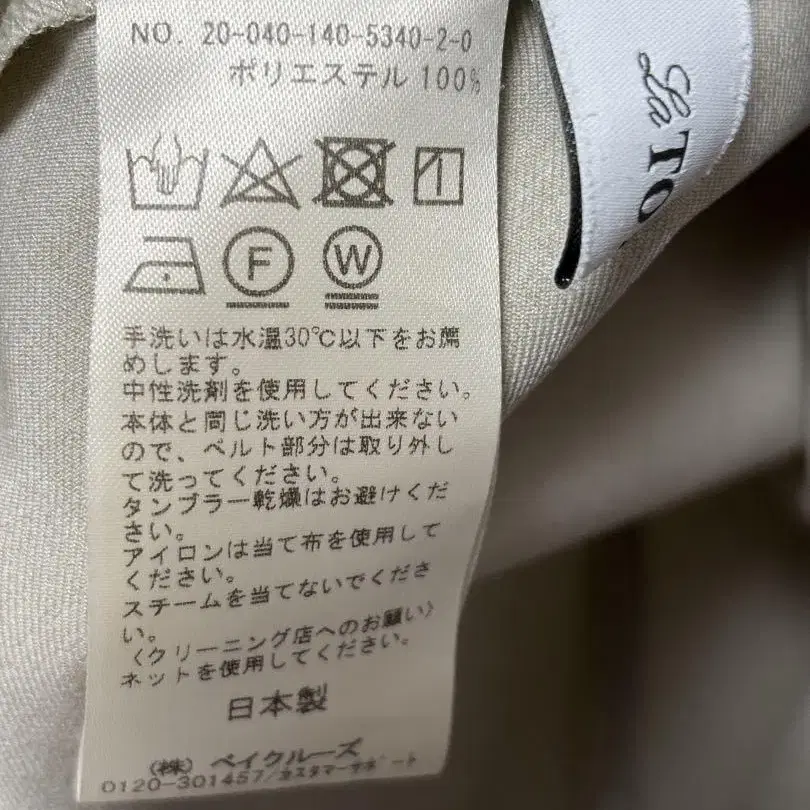 NO. 20-040-140-5340-2-0
ポリエステル 100%
F
W
手洗いは水温30℃以下をお薦
めします。
中性洗剤を使用してください。
本体と同じ洗い方が出来ない
ので、ベルト部分は取り外し
て洗ってください。
タンブラー乾燥はお避けくだ
さい。
アイロンは当て布を使用して
ください。
スチームを当てないでくださ
い。
〈クリーニング店へのお願い〉
ネットを使用してください。
日本製
(株) ベイクルーズ
0120-301457/カスタマーサポート
La TO